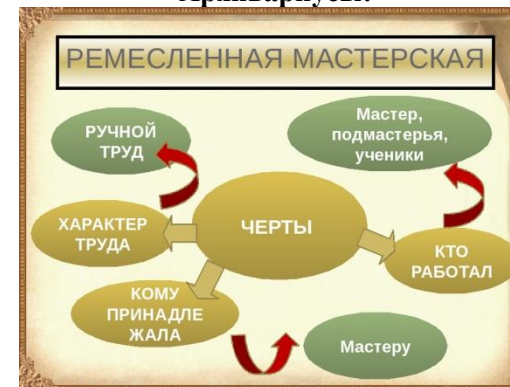 РЕМЕСЛЕННАЯ МАСТЕРСКАЯ
РУЧНОЙ
ТРУД
Мастер,
подмастерья,
ученики
ХАРАКТЕР
ТРУДА
ЧЕРТЫ
КТО
РАБОТАЛ
КОМУ
ПРИНАДЛЕ
ЖАЛА
Мастеру